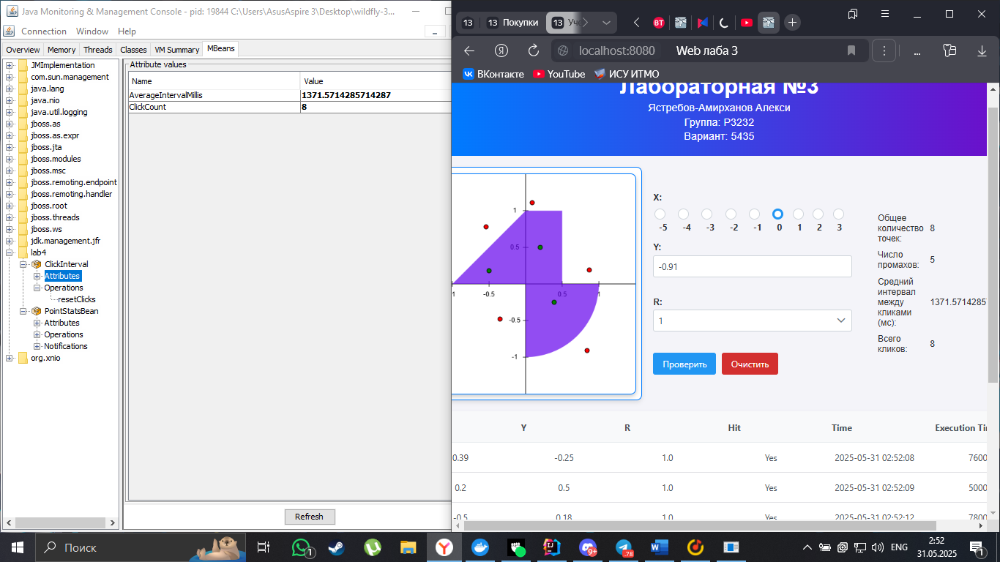 Java Monitoring & Management Console - pid: 19844 C:\Users\AsusAspire 3\Desktop\wildfly-3...
Connection Window Help
Overview Memory Threads Classes VM Summary MBeans
JMImplementation
com.sun.management
java.lang
java.nio
java.util.logging
jboss.as
jboss.as.expr
jboss.jta
jboss.modules
jboss.msc
jboss.remoting.endpoint
jboss.remoting.handler
jboss.root
jboss.threads
jboss.ws
jdk.management.jfr
lab4
ClickInterval
Attributes
Operations
resetClicks
PointStatsBean
Attributes
Operations
Notifications
org.xnio
Attribute values
Name Value
AverageIntervalMillis 1371.5714285714287
ClickCount 8
Refresh
13 13 Покупки 13 Уче
BT
localhost:8080 Web лаба 3
ВКонтакте YouTube ИСУ ИТМО
Лабораторная №3
Ястребов-Амирханов Алекси
Группа: P3232
Вариант: 5435
1
0.5
1 -0.5 0.5 1
-0.5
-1
X:
-5 -4 -3 -2 -1 0 1 2 3
Y:
-0.91
R:
1
Проверить Очистить
Общее количество точек: 8
Число промахов: 5
Средний интервал между кликами (мс): 1371.5714285
Всего кликов: 8
Y R Hit Time Execution Ti
0.39 -0.25 1.0 Yes 2025-05-31 02:52:08 7600
0.2 0.5 1.0 Yes 2025-05-31 02:52:09 5000
-0.5 0.18 1.0 Yes 2025-05-31 02:52:12 7800
Поиск
1
9+
78
ENG
2:52
31.05.2025
1